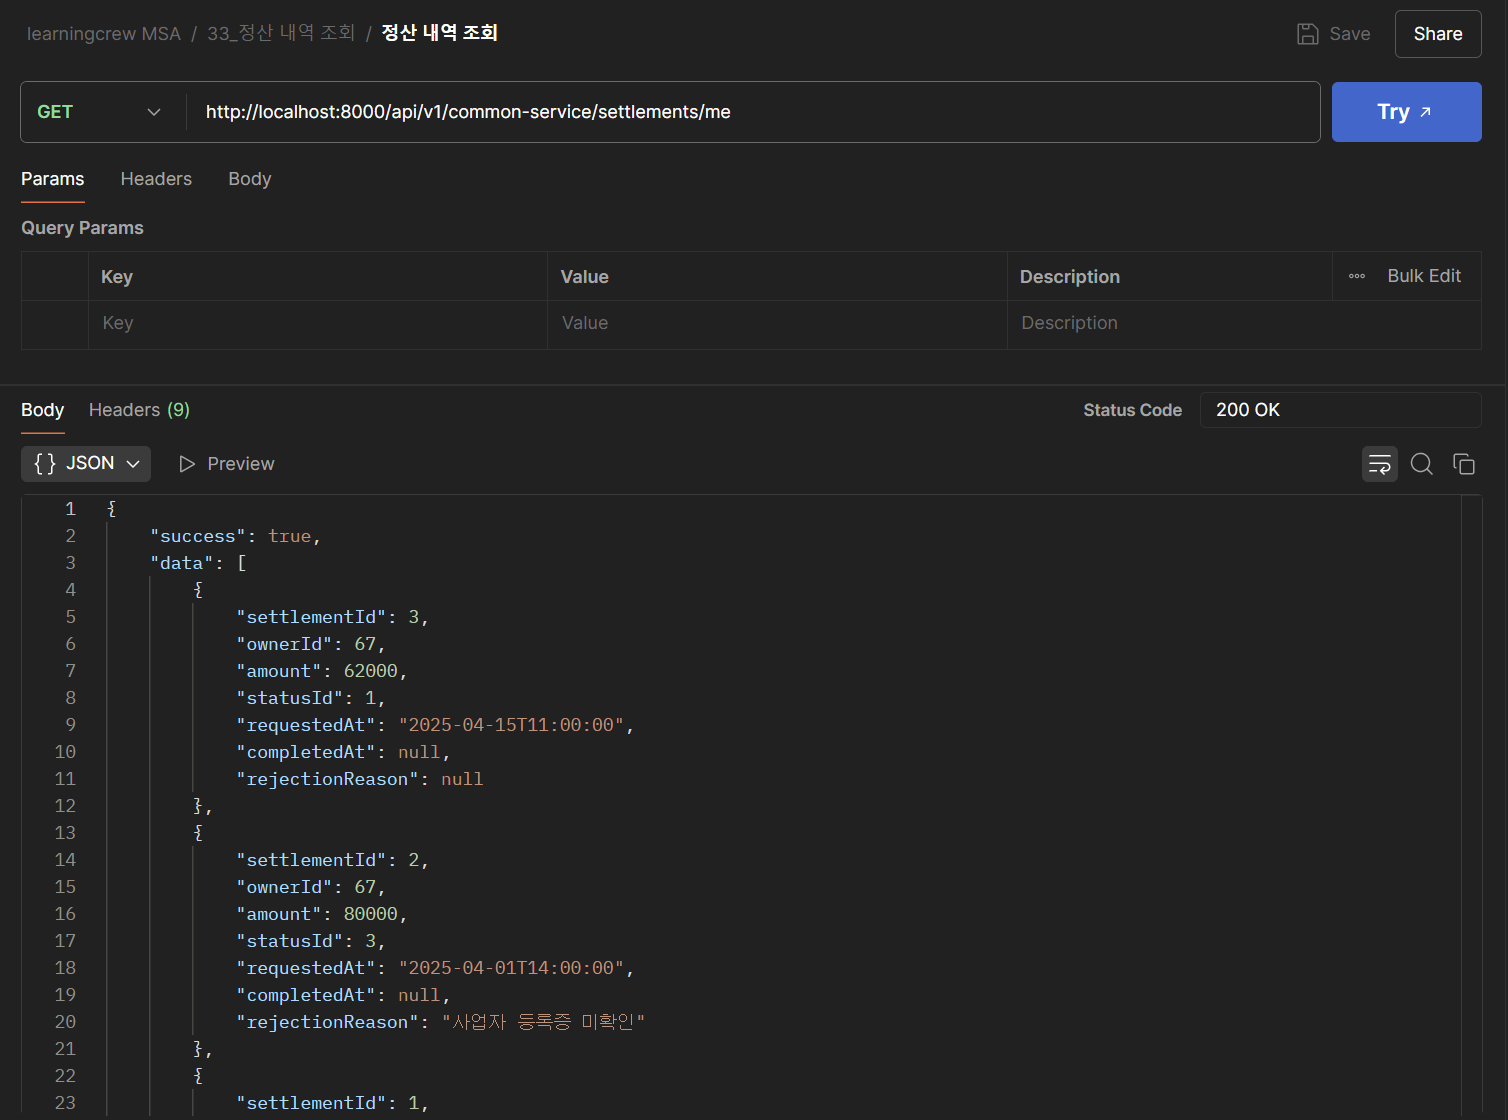 learningcrew MSA / 33_정산 내역 조회 / 정산 내역 조회
Save
Share
GET
http://localhost:8000/api/v1/common-service/settlements/me
Try
Params Headers Body
Query Params
Key Value Description Bulk Edit
Key Value Description
Body Headers (9)
Status Code 200 OK
{} JSON Preview
1 {
2 "success": true,
3 "data": [
4 {
5 "settlementId": 3,
6 "ownerId": 67,
7 "amount": 62000,
8 "statusId": 1,
9 "requestedAt": "2025-04-15T11:00:00",
10 "completedAt": null,
11 "rejectionReason": null
12 },
13 {
14 "settlementId": 2,
15 "ownerId": 67,
16 "amount": 80000,
17 "statusId": 3,
18 "requestedAt": "2025-04-01T14:00:00",
19 "completedAt": null,
20 "rejectionReason": "사업자 등록증 미확인"
21 },
22 {
23 "settlementId": 1,